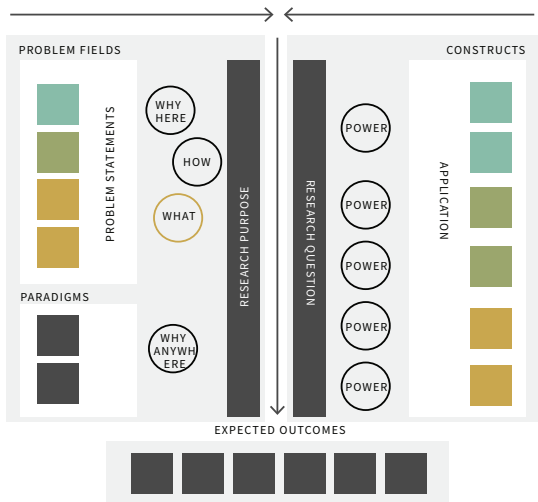 PROBLEM FIELDS
CONSTRUCTS
PROBLEM STATEMENTS
WHY
HERE
HOW
WHAT
RESEARCH PURPOSE
RESEARCH QUESTION
POWER
POWER
POWER
POWER
POWER
APPLICATION
PARADIGMS
WHY
ANYWH
ERE
EXPECTED OUTCOMES